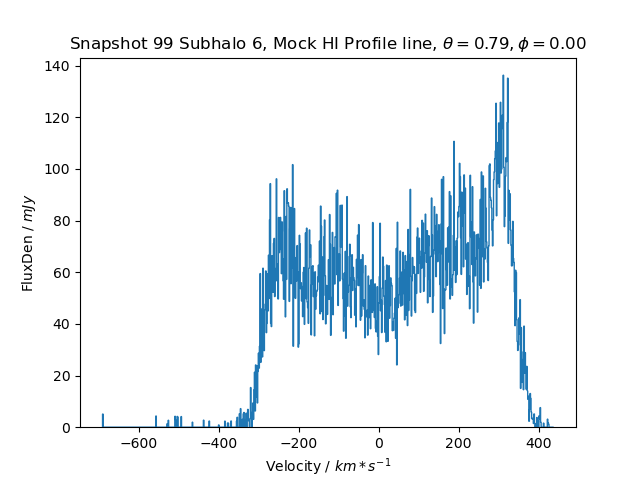 Snapshot 99 Subhalo 6, Mock HI Profile line, θ = 0.79, ϕ = 0.00
140
120
100
80
60
40
20
0
FluxDen / mJy
−600 −400 −200 0 200 400
Velocity / km * s⁻¹